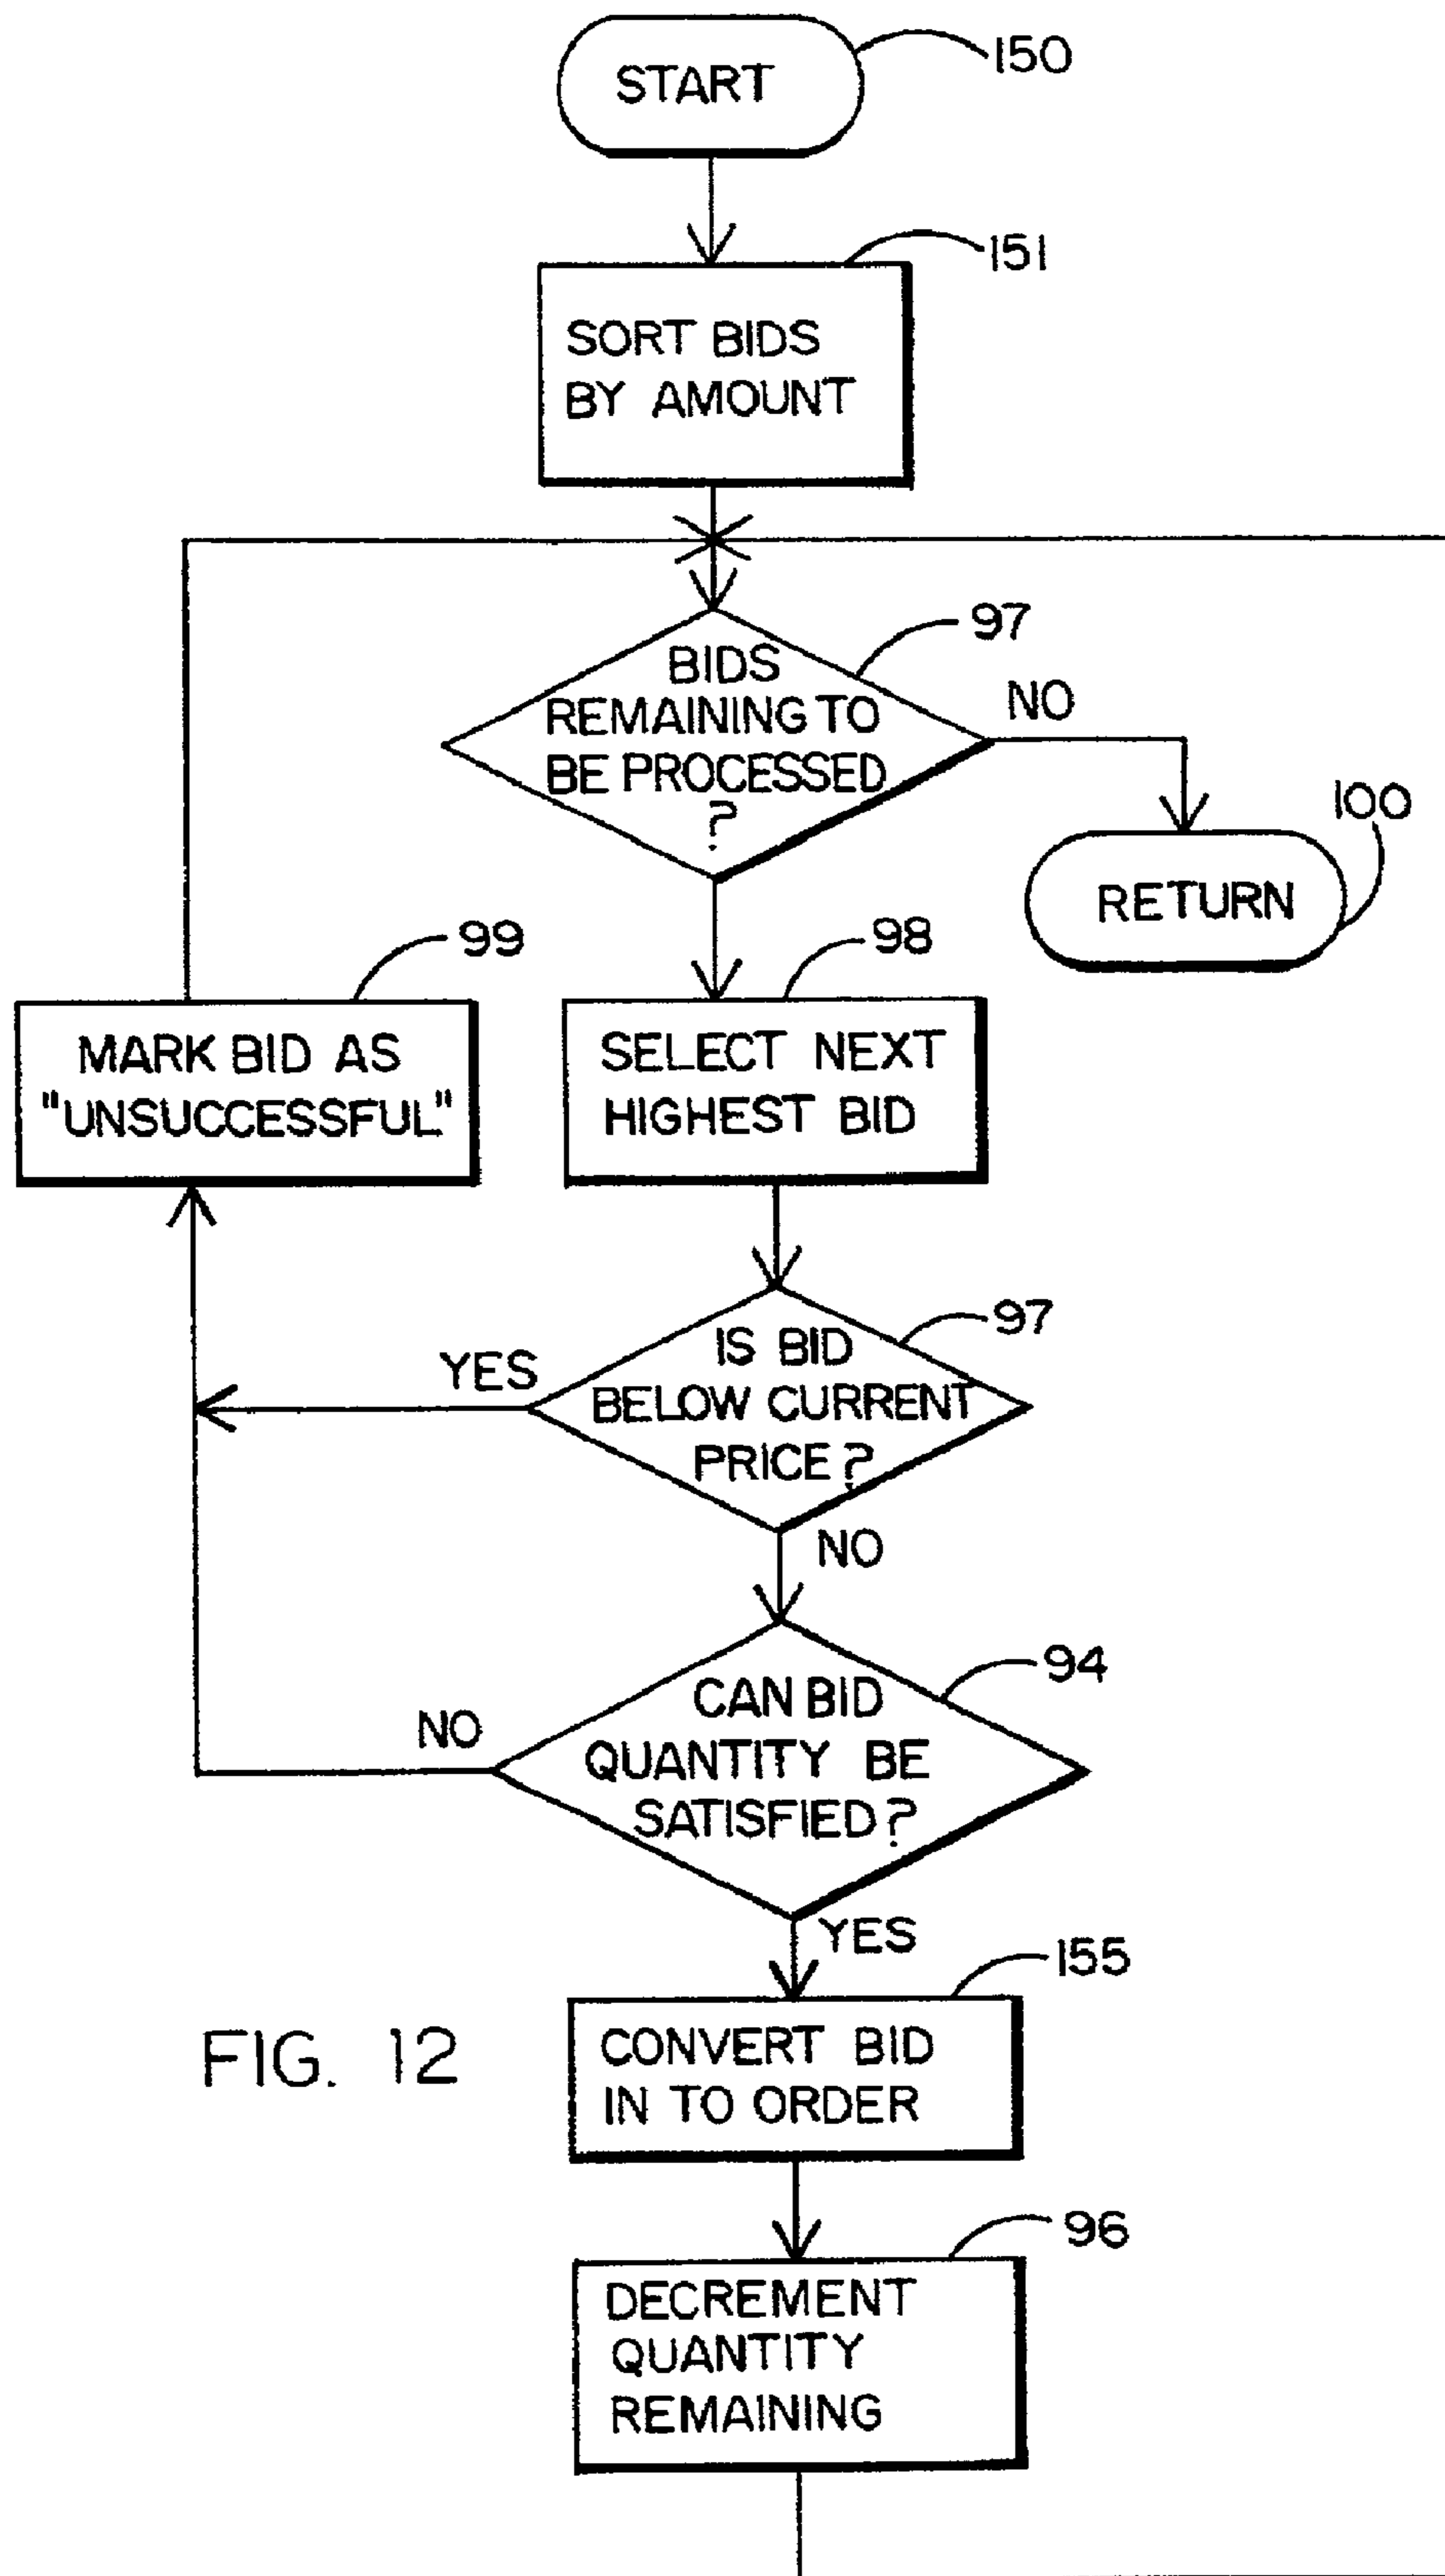 START
150
151
SORT BIDS
BY AMOUNT
97
BIDS
REMAINING TO
BE PROCESSED
?
NO
100
RETURN
99
MARK BID AS
"UNSUCCESSFUL"
98
SELECT NEXT
HIGHEST BID
97
IS BID
BELOW CURRENT
PRICE?
YES
NO
94
CAN BID
QUANTITY BE
SATISFIED?
NO
YES
155
CONVERT BID
IN TO ORDER
FIG. 12
96
DECREMENT
QUANTITY
REMAINING